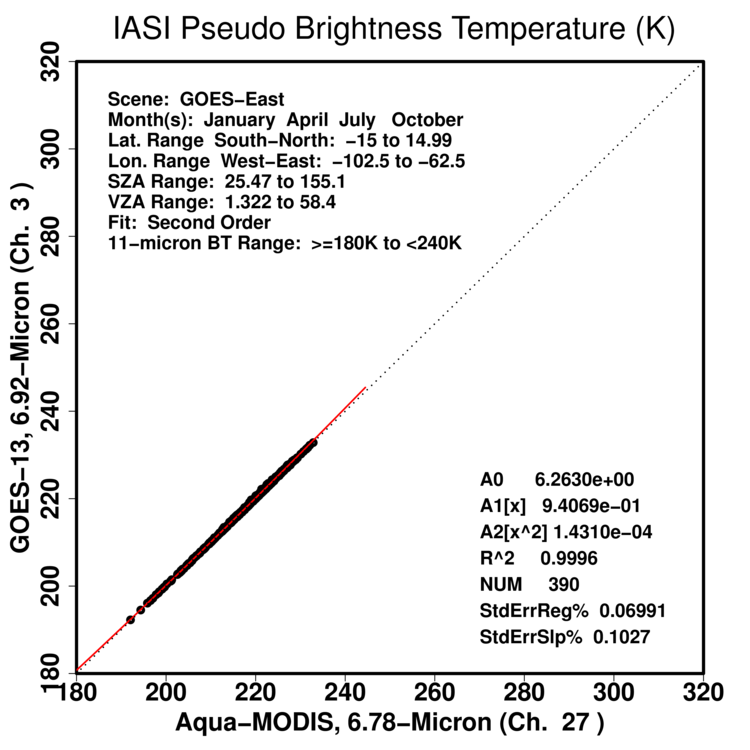 IASI Pseudo Brightness Temperature (K)
320
300
280
260
240
220
200
180
GOES−13, 6.92−Micron (Ch. 3 )
Scene: GOES−East
Month(s): January April July October
Lat. Range South−North: −15 to 14.99
Lon. Range West−East: −102.5 to −62.5
SZA Range: 25.47 to 155.1
VZA Range: 1.322 to 58.4
Fit: Second Order
11−micron BT Range: >=180K to <240K
A0 6.2630e+00
A1[x] 9.4069e−01
A2[x^2] 1.4310e−04
R^2 0.9996
NUM 390
StdErrReg% 0.06991
StdErrSlp% 0.1027
180 200 220 240 260 280 300 320
Aqua−MODIS, 6.78−Micron (Ch. 27 )